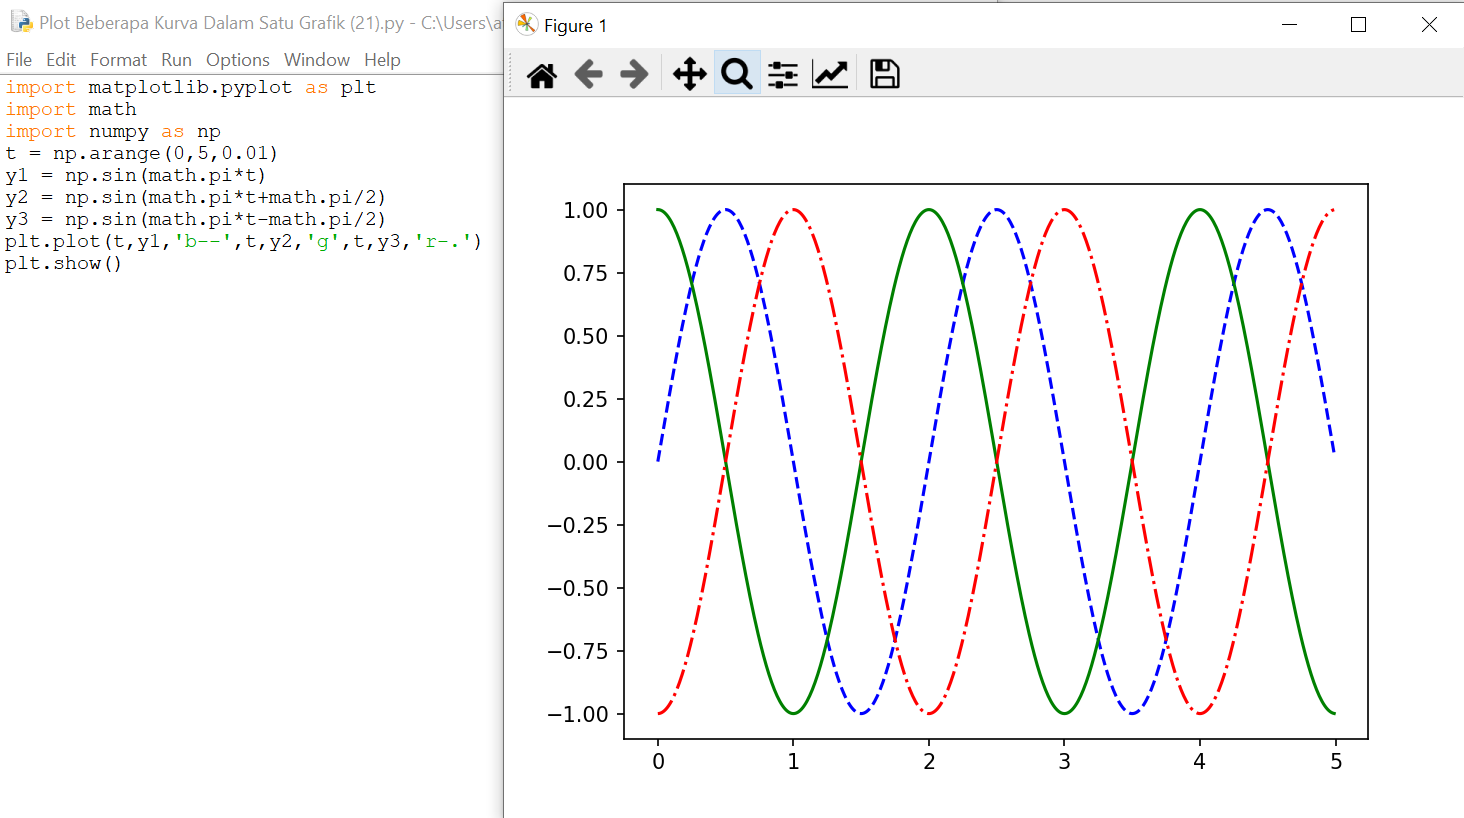 Plot Beberapa Kurva Dalam Satu Grafik (21).py - C:\Users\a
File Edit Format Run Options Window Help
import matplotlib.pyplot as plt
import math
import numpy as np
t = np.arange(0,5,0.01)
y1 = np.sin(math.pi*t)
y2 = np.sin(math.pi*t+math.pi/2)
y3 = np.sin(math.pi*t-math.pi/2)
plt.plot(t,y1,'b--',t,y2,'g',t,y3,'r-.')
plt.show()
Figure 1
1.00
0.75
0.50
0.25
0.00
−0.25
−0.50
−0.75
−1.00
0 1 2 3 4 5